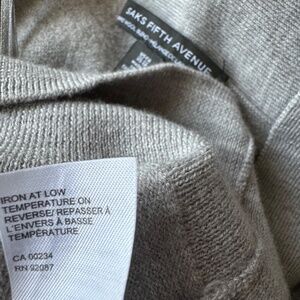 SAKS FIFTH AVENUE
IRON AT LOW
TEMPERATURE ON
REVERSE/ REPASSER À
L'ENVERS À BASSE
TEMPÉRATURE
CA 00234
RN 92087